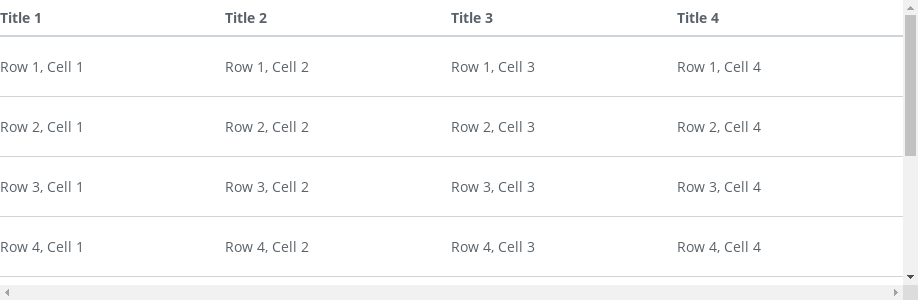 Title 1 Title 2 Title 3 Title 4
Row 1, Cell 1 Row 1, Cell 2 Row 1, Cell 3 Row 1, Cell 4
Row 2, Cell 1 Row 2, Cell 2 Row 2, Cell 3 Row 2, Cell 4
Row 3, Cell 1 Row 3, Cell 2 Row 3, Cell 3 Row 3, Cell 4
Row 4, Cell 1 Row 4, Cell 2 Row 4, Cell 3 Row 4, Cell 4